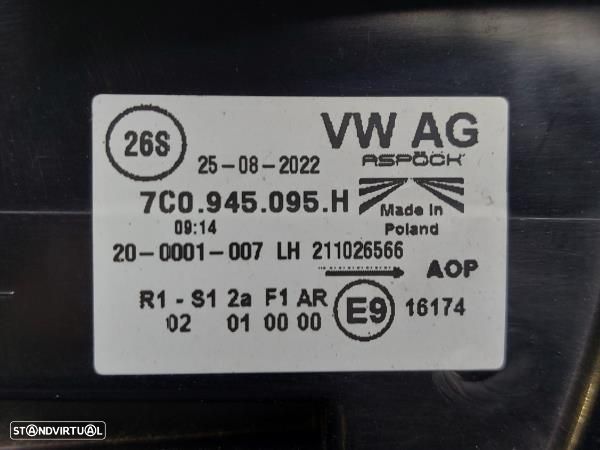 26S
VW AG
25-08-2022
ASPÖCK
7C0.945.095.H
09:14
Made in
Poland
20-0001-007 LH 211026566
AOP
R1 - S1 2a F1 AR
02 01 00 00
E9
16174
STANDVIRTUAL